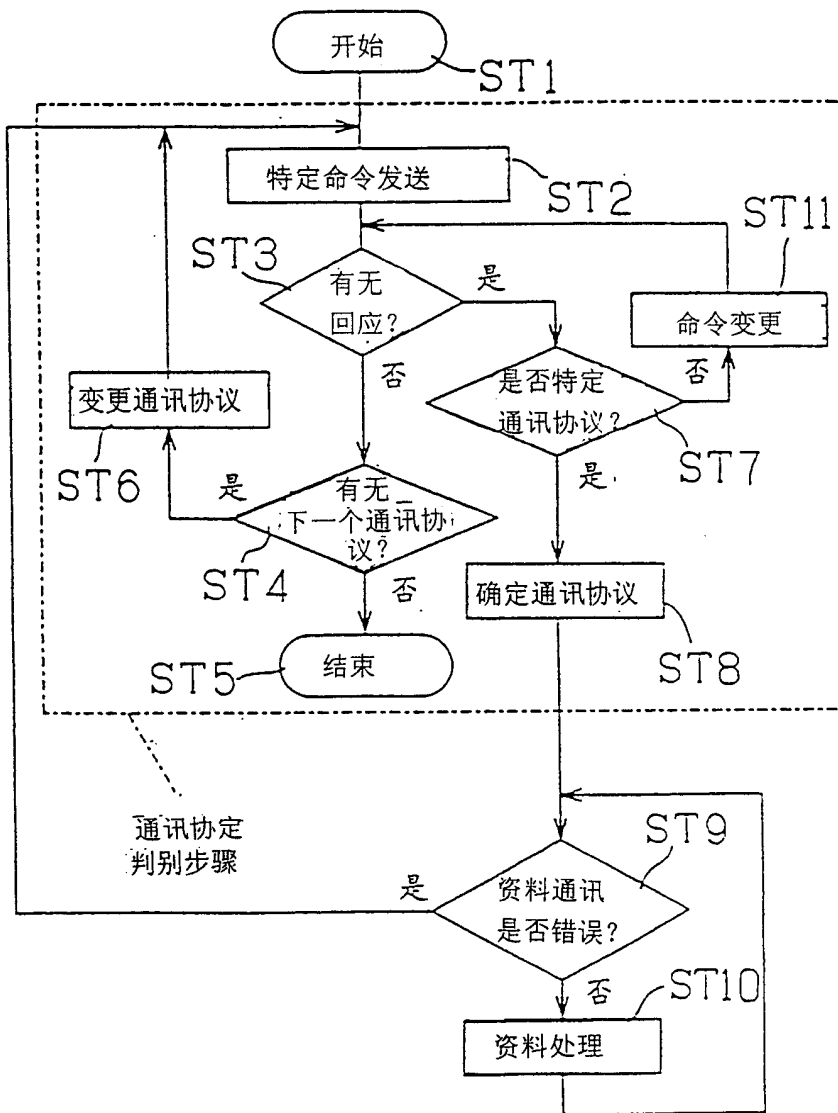 开始
ST1
特定命令发送
ST2
ST11
ST3
有无
回应?
是
命令变更
否
变更通讯协议
是否特定
通讯协议?
否
ST7
ST6
是
有无
下一个通讯协
议?
是
ST4
否
确定通讯协议
ST5
结束
ST8
通讯协定
判别步骤
ST9
是
资料通讯
是否错误?
否
ST10
资料处理